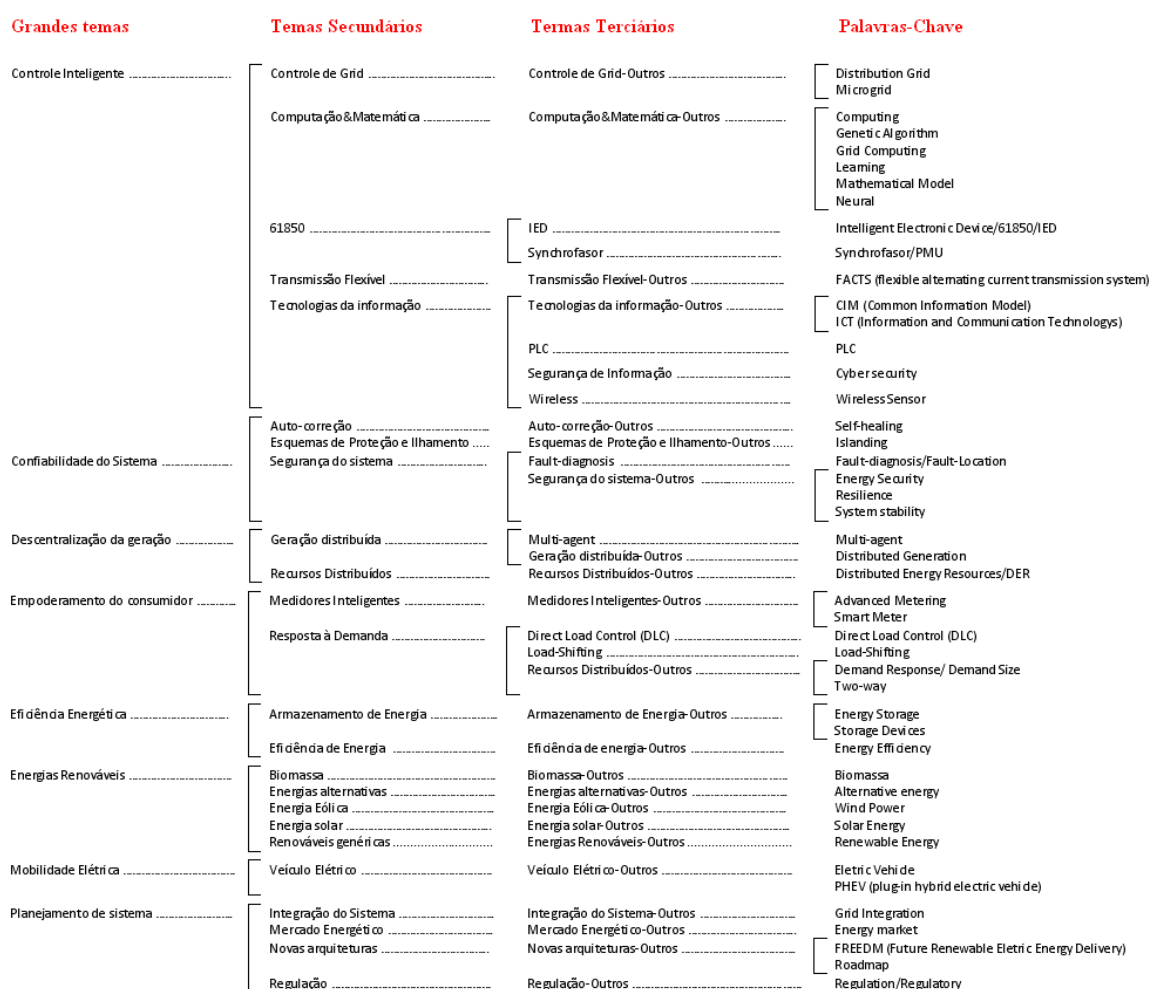 Grandes temas Temas Secundários Termas Terciários Palavras-Chave
Controle Inteligente Controle de Grid Controle de Grid-Outros Distribution Grid
Microgrid
Computação&Matemática Computação&Matemática-Outros Computing
Genetic Algorithm
Grid Computing
Learning
Mathematical Model
Neural
61850 IED Intelligent Electronic Device/61850/IED
Synchrofasor Synchrofasor/PMU
Transmissão Flexível Transmissão Flexível-Outros FACTS (flexible alternating current transmission system)
Tecnologias da informação Tecnologias da informação-Outros CIM (Common Information Model)
ICT (Information and Communication Technologys)
PLC PLC
Segurança de Informação Cyber security
Wireless Wireless Sensor
Auto-correção Auto-correção-Outros Self-healing
Esquemas de Proteção e Ilhamento Esquemas de Proteção e Ilhamento-Outros Islanding
Confiabilidade do Sistema Segurança do sistema Fault-diagnosis Fault-diagnosis/Fault-Location
Segurança do sistema-Outros Energy Security
Resilience
System stability
Descentralização da geração Geração distribuída Multi-agent Multi-agent
Geração distribuída-Outros Distributed Generation
Recursos Distribuídos Recursos Distribuídos-Outros Distributed Energy Resources/DER
Empoderamento do consumidor Medidores Inteligentes Medidores Inteligentes-Outros Advanced Metering
Smart Meter
Resposta à Demanda Direct Load Control (DLC) Direct Load Control (DLC)
Load-Shifting Load-Shifting
Recursos Distribuídos-Outros Demand Response/ Demand Size
Two-way
Eficiência Energética Armazenamento de Energia Armazenamento de Energia-Outros Energy Storage
Storage Devices
Eficiência de Energia Eficiência de energia-Outros Energy Efficiency
Energias Renováveis Biomassa Biomassa-Outros Biomassa
Energias alternativas Energias alternativas-Outros Alternative energy
Energia Eólica Energia Eólica-Outros Wind Power
Energia solar Energia solar-Outros Solar Energy
Renováveis genéricas Energias Renováveis-Outros Renewable Energy
Mobilidade Elétrica Veículo Elétrico Veículo Elétrico-Outros Eletric Vehicle
PHEV (plug-in hybrid electric vehicle)
Planejamento de sistema Integração do Sistema Integração do Sistema-Outros Grid Integration
Mercado Energético Mercado Energético-Outros Energy market
Novas arquiteturas Novas arquiteturas-Outros FREEDM (Future Renewable Eletric Energy Delivery)
Roadmap
Regulação Regulação-Outros Regulation/Regulatory